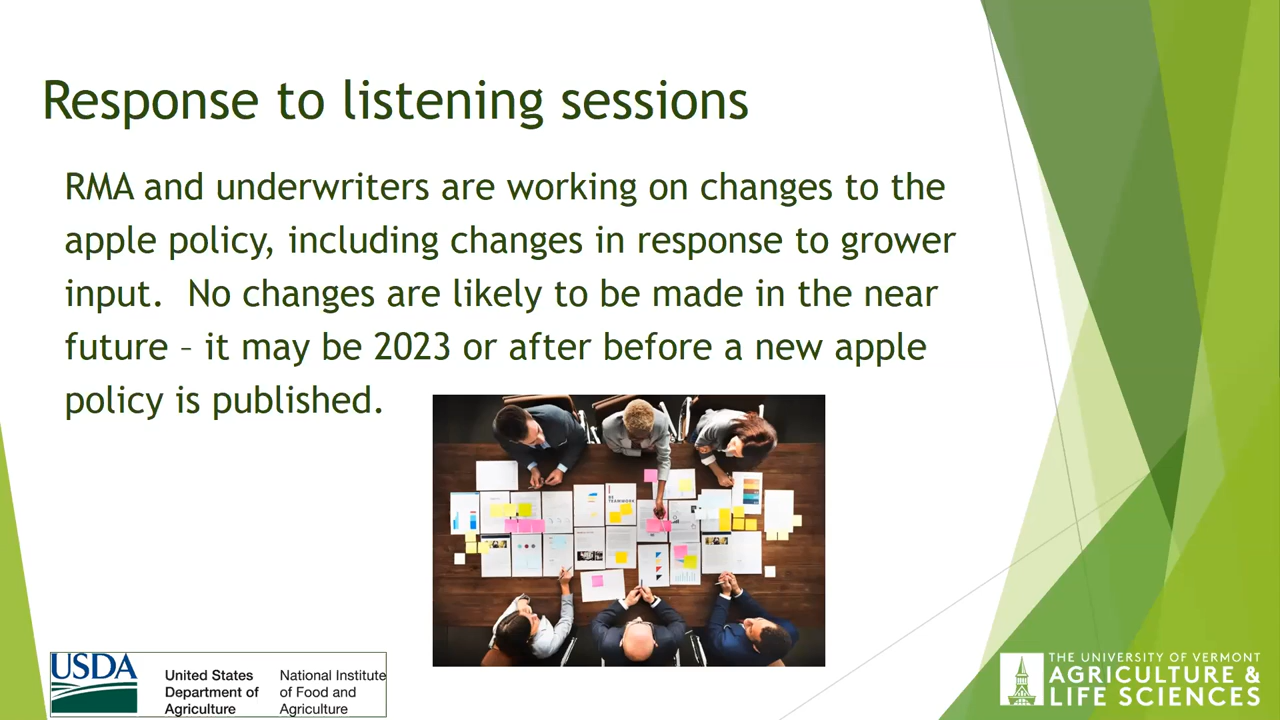 Response to listening sessions
RMA and underwriters are working on changes to the
apple policy, including changes in response to grower
input.  No changes are likely to be made in the near
future – it may be 2023 or after before a new apple
policy is published.
BE
TEAMWORK
USDA
United States
Department of
Agriculture
National Institute
of Food and
Agriculture
THE UNIVERSITY OF VERMONT
AGRICULTURE &
LIFE SCIENCES